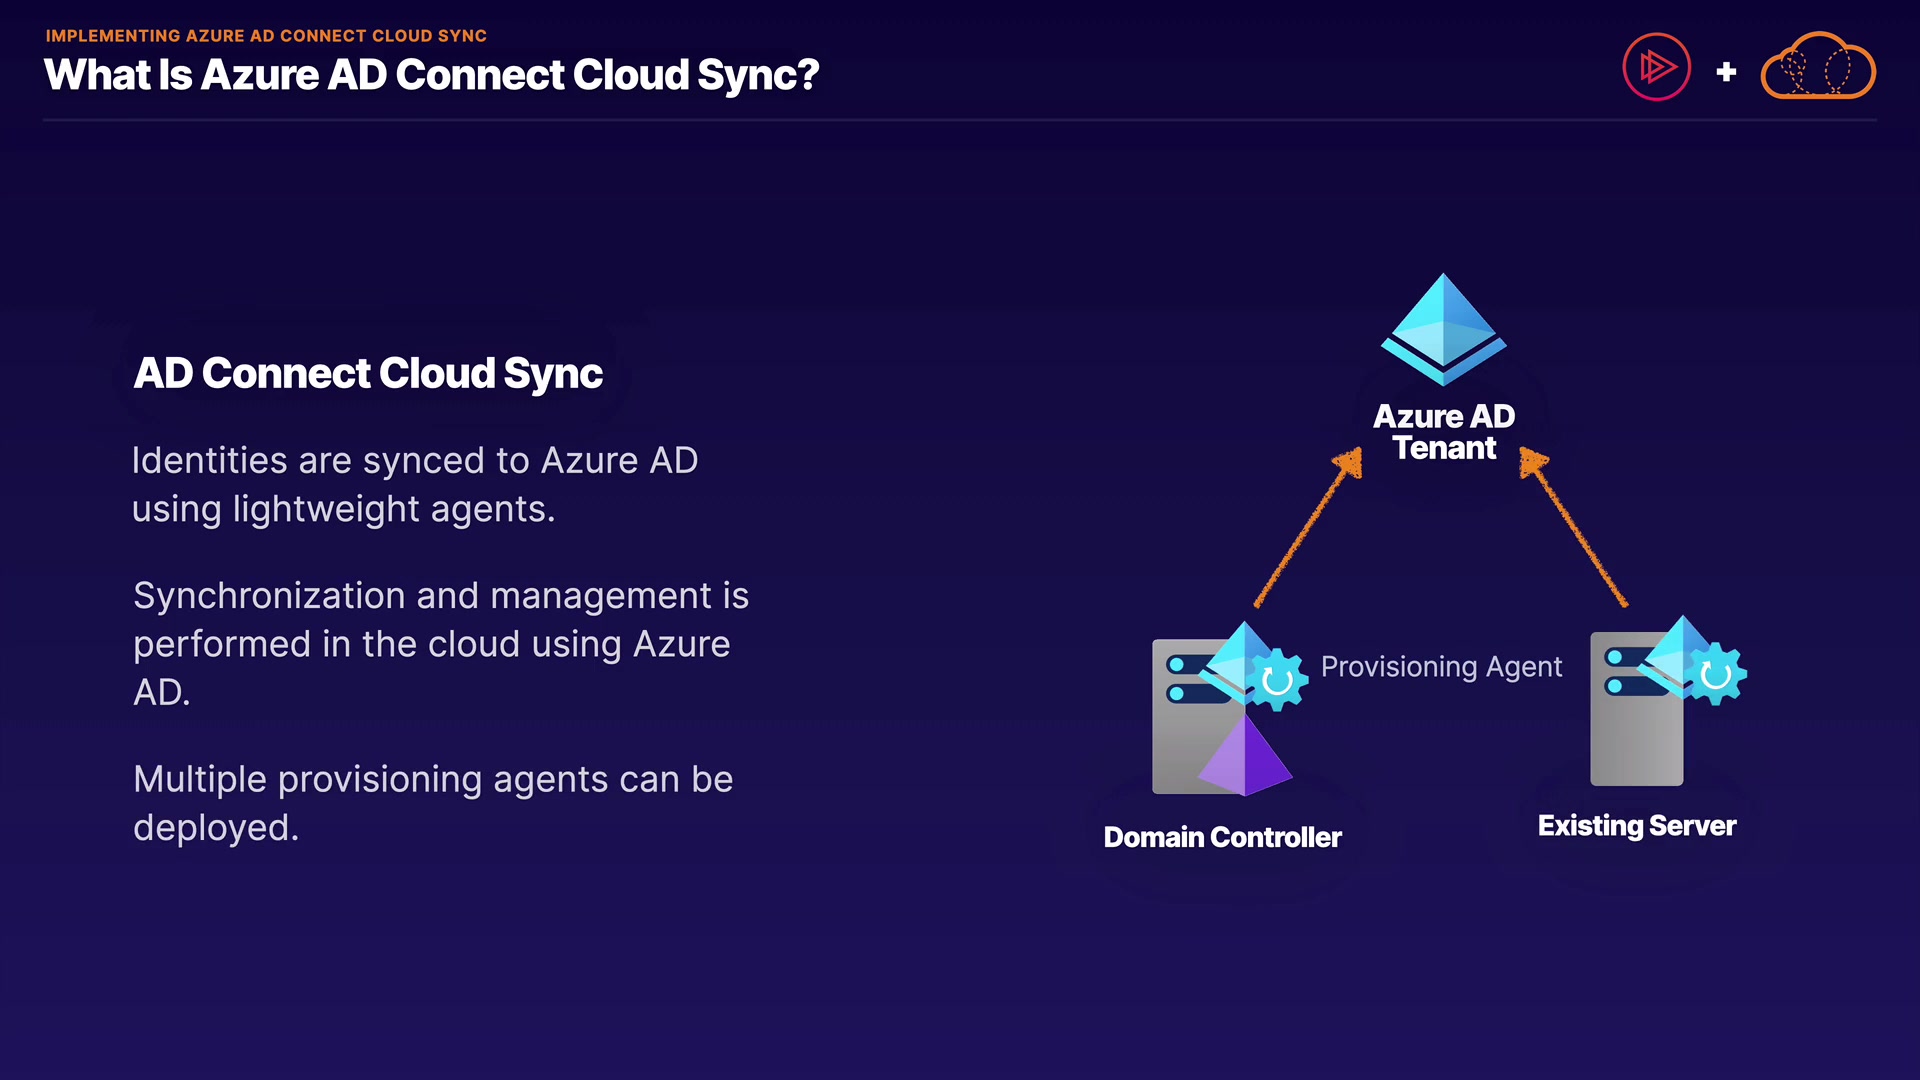 IMPLEMENTING AZURE AD CONNECT CLOUD SYNC
What Is Azure AD Connect Cloud Sync?
+
AD Connect Cloud Sync
Identities are synced to Azure AD
using lightweight agents.
Synchronization and management is
performed in the cloud using Azure
AD.
Multiple provisioning agents can be
deployed.
Azure AD
Tenant
Provisioning Agent
Domain Controller
Existing Server